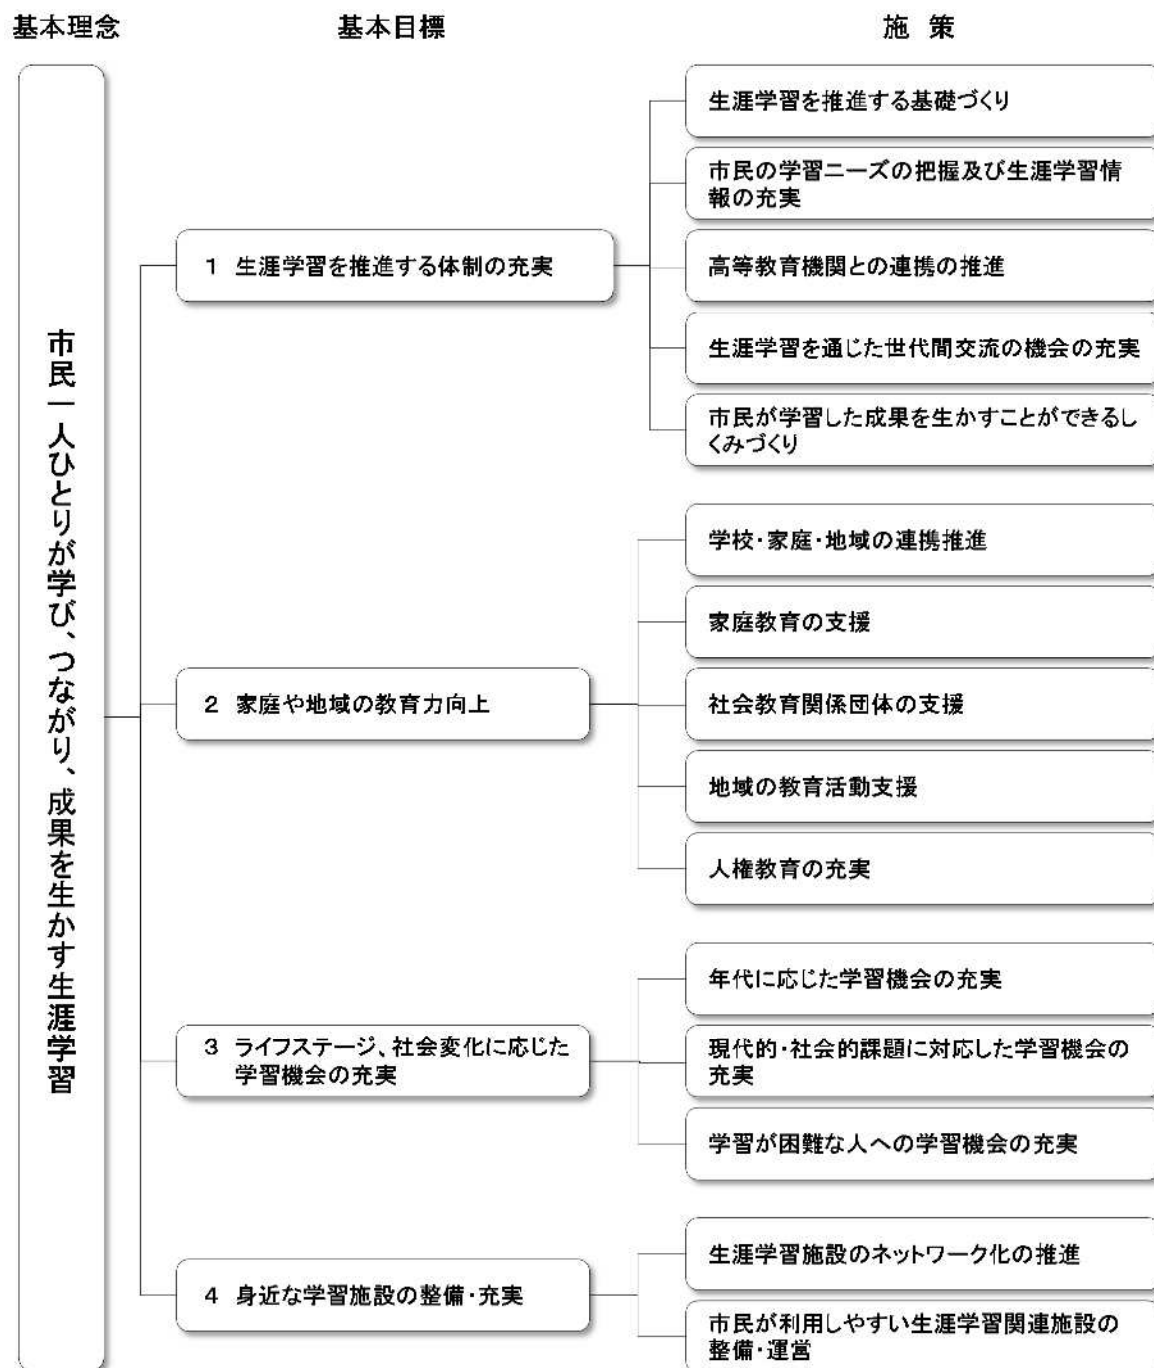 基本理念
基本目標
施 策
市民一人ひとりが学び、つながり、成果を生かす生涯学習
1 生涯学習を推進する体制の充実
生涯学習を推進する基礎づくり
市民の学習ニーズの把握及び生涯学習情
報の充実
高等教育機関との連携の推進
生涯学習を通じた世代間交流の機会の充実
市民が学習した成果を生かすことができるし
くみづくり
2 家庭や地域の教育力向上
学校・家庭・地域の連携推進
家庭教育の支援
社会教育関係団体の支援
地域の教育活動支援
人権教育の充実
3 ライフステージ、社会変化に応じた
学習機会の充実
年代に応じた学習機会の充実
現代的・社会的課題に対応した学習機会の
充実
学習が困難な人への学習機会の充実
4 身近な学習施設の整備・充実
生涯学習施設のネットワーク化の推進
市民が利用しやすい生涯学習関連施設の
整備・運営